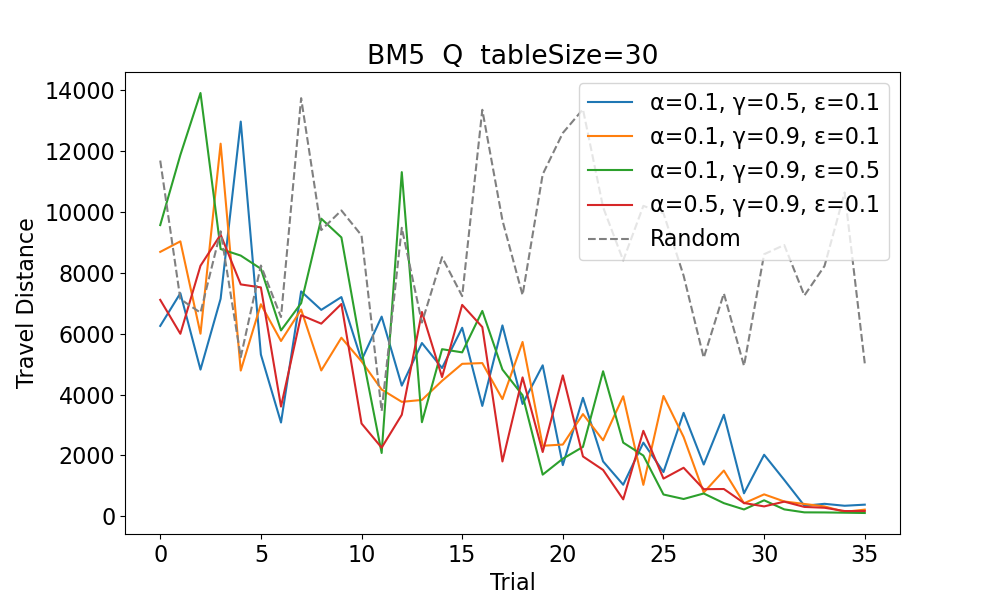 BM5  Q  tableSize=30
14000
12000
10000
8000
6000
4000
2000
0
Travel Distance
α=0.1, γ=0.5, ε=0.1
α=0.1, γ=0.9, ε=0.1
α=0.1, γ=0.9, ε=0.5
α=0.5, γ=0.9, ε=0.1
Random
0 5 10 15 20 25 30 35
Trial